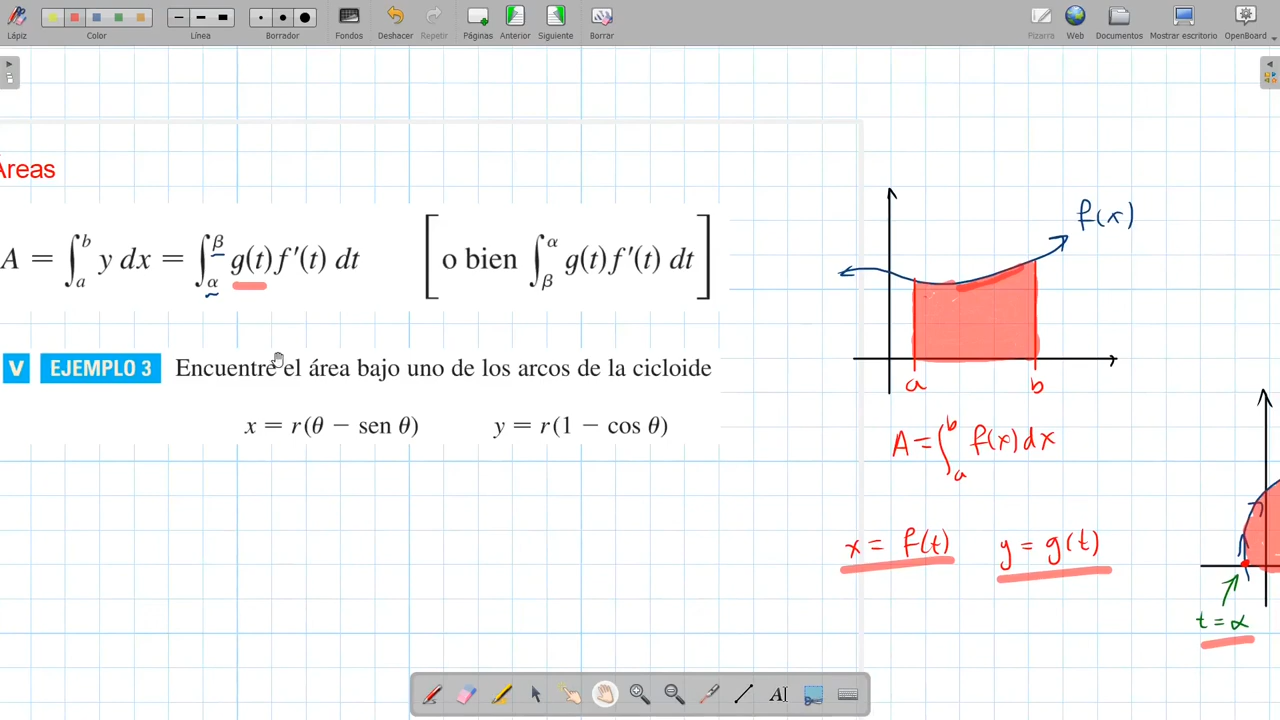 Lápiz Color Línea Borrador Fondos Deshacer Repetir Páginas Anterior Siguiente Borrar Pizarra Web Documentos Mostrar escritorio OpenBoard
Áreas
A = ∫_a^b y dx = ∫_α^β g(t) f′(t) dt [o bien ∫_β^α g(t) f′(t) dt]
V EJEMPLO 3 Encuentre el área bajo uno de los arcos de la cicloide
x = r(θ − sen θ) y = r(1 − cos θ)
f(x)
a b
A = ∫_a^b f(x) dx
x = f(t) y = g(t)
t = α
AI